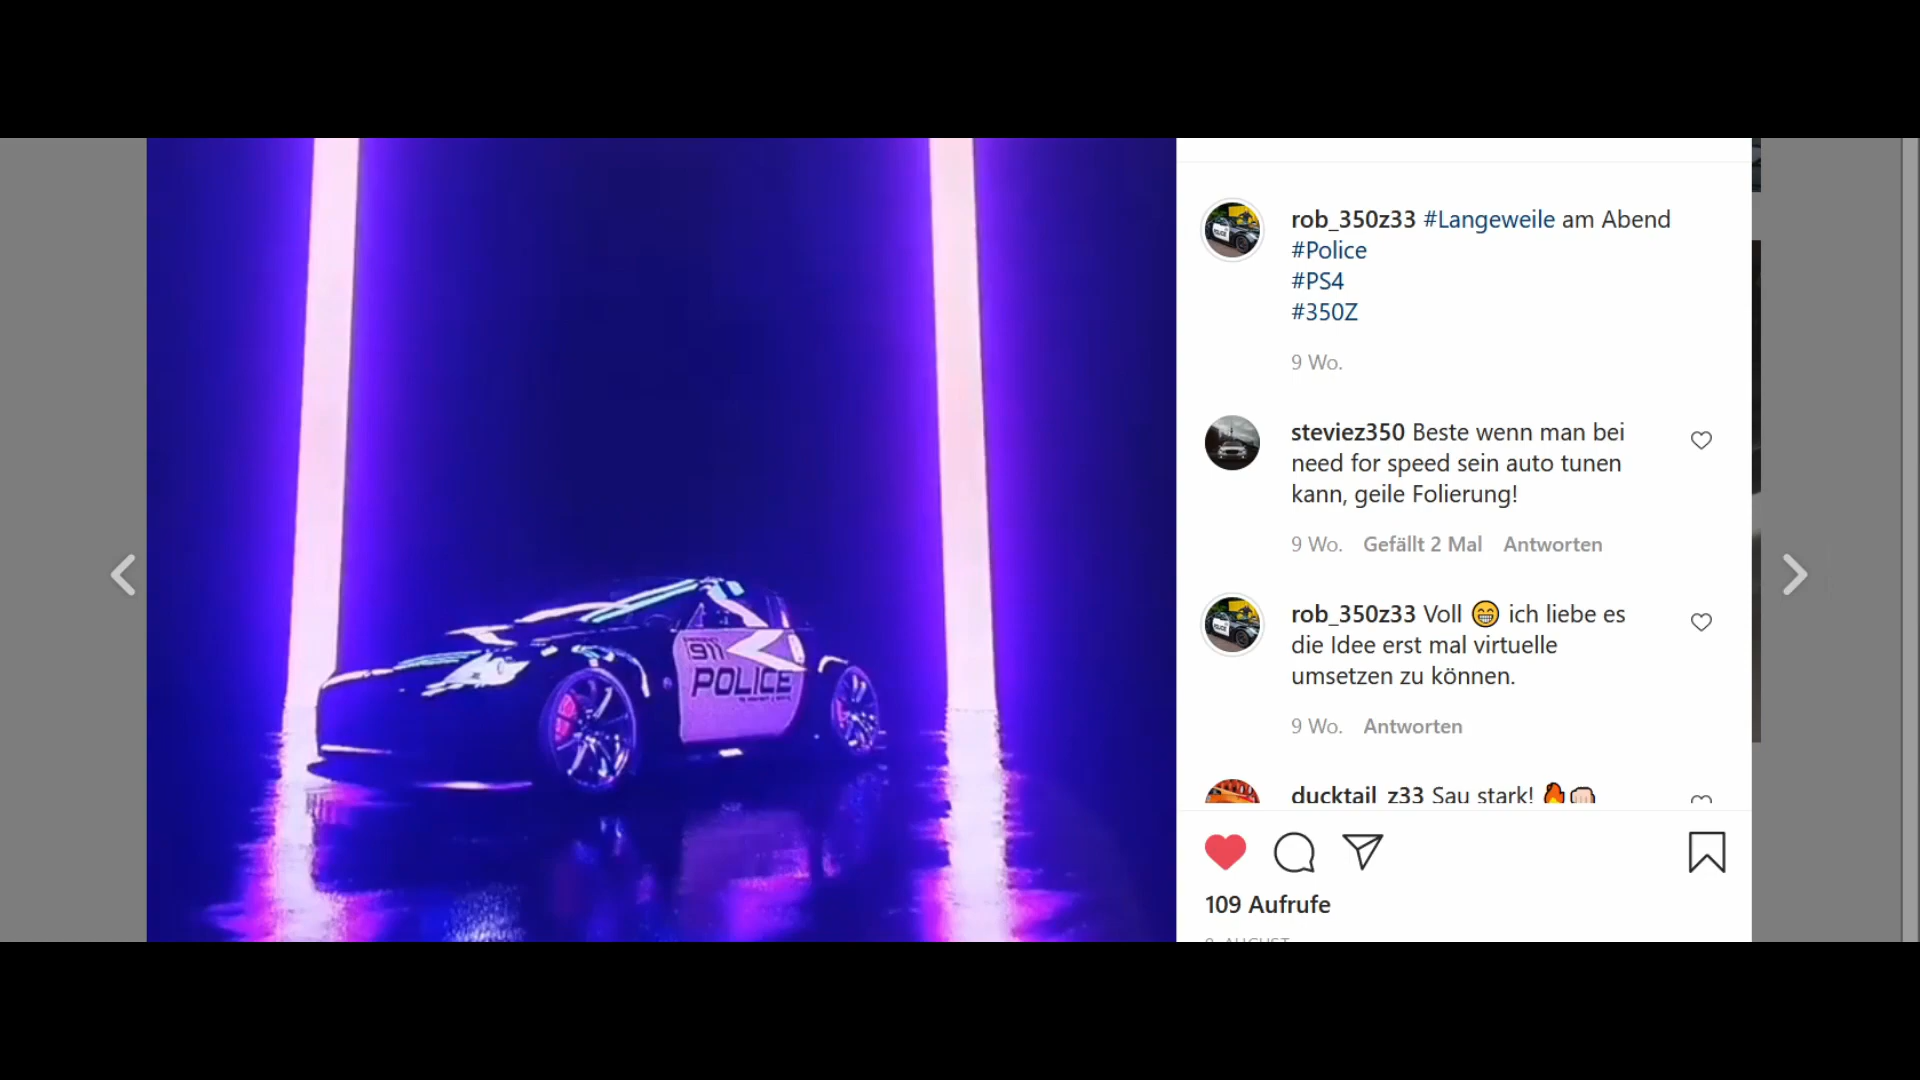 911
POLICE
rob_350z33 #Langeweile am Abend
#Police
#PS4
#350Z
9 Wo.
steviez350 Beste wenn man bei
need for speed sein auto tunen
kann, geile Folierung!
9 Wo. Gefällt 2 Mal Antworten
rob_350z33 Voll 😁 ich liebe es
die Idee erst mal virtuelle
umsetzen zu können.
9 Wo. Antworten
ducktail_z33 Sau stark! 🔥👊🏻
109 Aufrufe
AUGUST